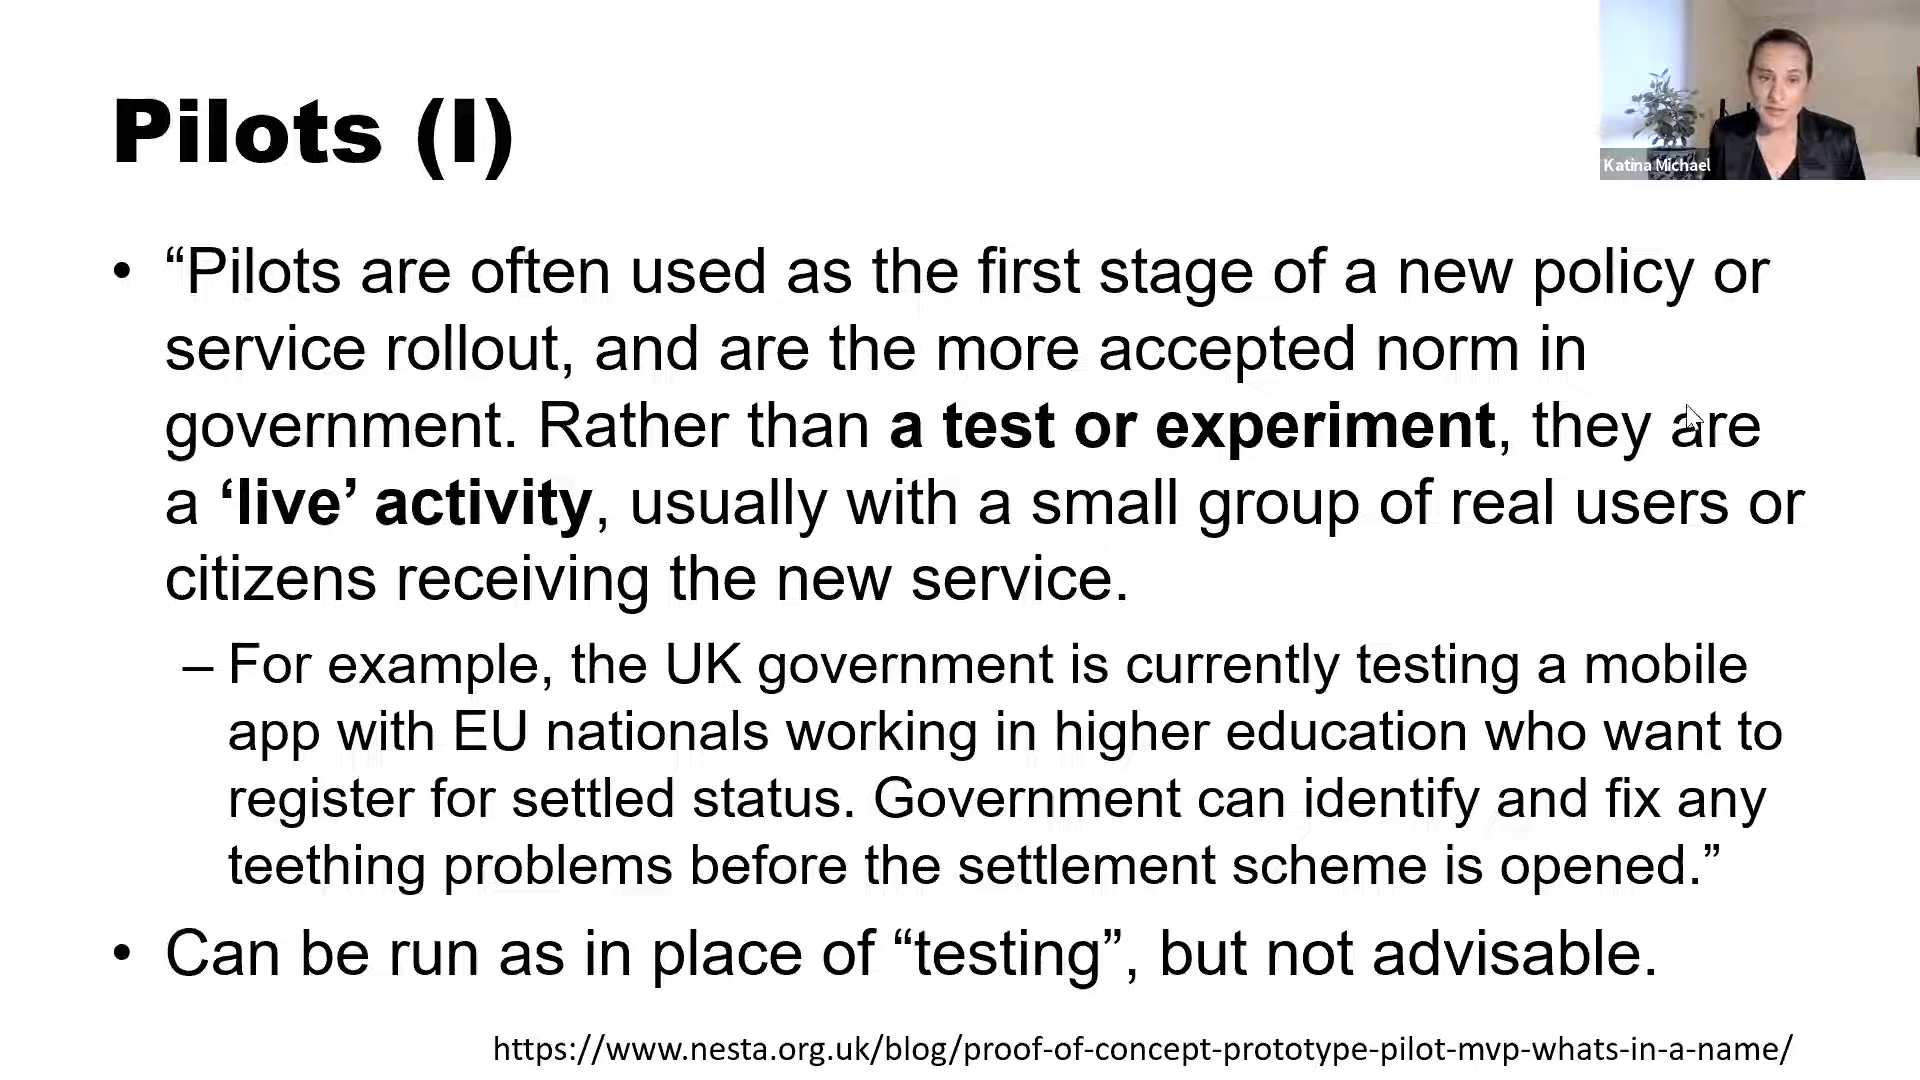 Pilots (I)
Katina Michael
• “Pilots are often used as the first stage of a new policy or
service rollout, and are the more accepted norm in
government. Rather than a test or experiment, they are
a ‘live’ activity, usually with a small group of real users or
citizens receiving the new service.
– For example, the UK government is currently testing a mobile
app with EU nationals working in higher education who want to
register for settled status. Government can identify and fix any
teething problems before the settlement scheme is opened.”
• Can be run as in place of “testing”, but not advisable.
https://www.nesta.org.uk/blog/proof-of-concept-prototype-pilot-mvp-whats-in-a-name/